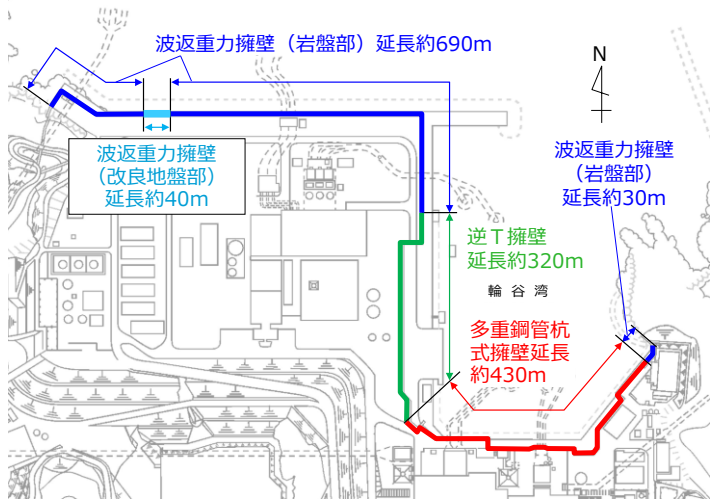 波返重力擁壁（岩盤部）延長約690m
N
波返重力擁壁
（改良地盤部）
延長約40m
波返重力擁壁
（岩盤部）
延長約30m
逆Ｔ擁壁
延長約320m
輪谷湾
多重鋼管杭
式擁壁延長
約430m